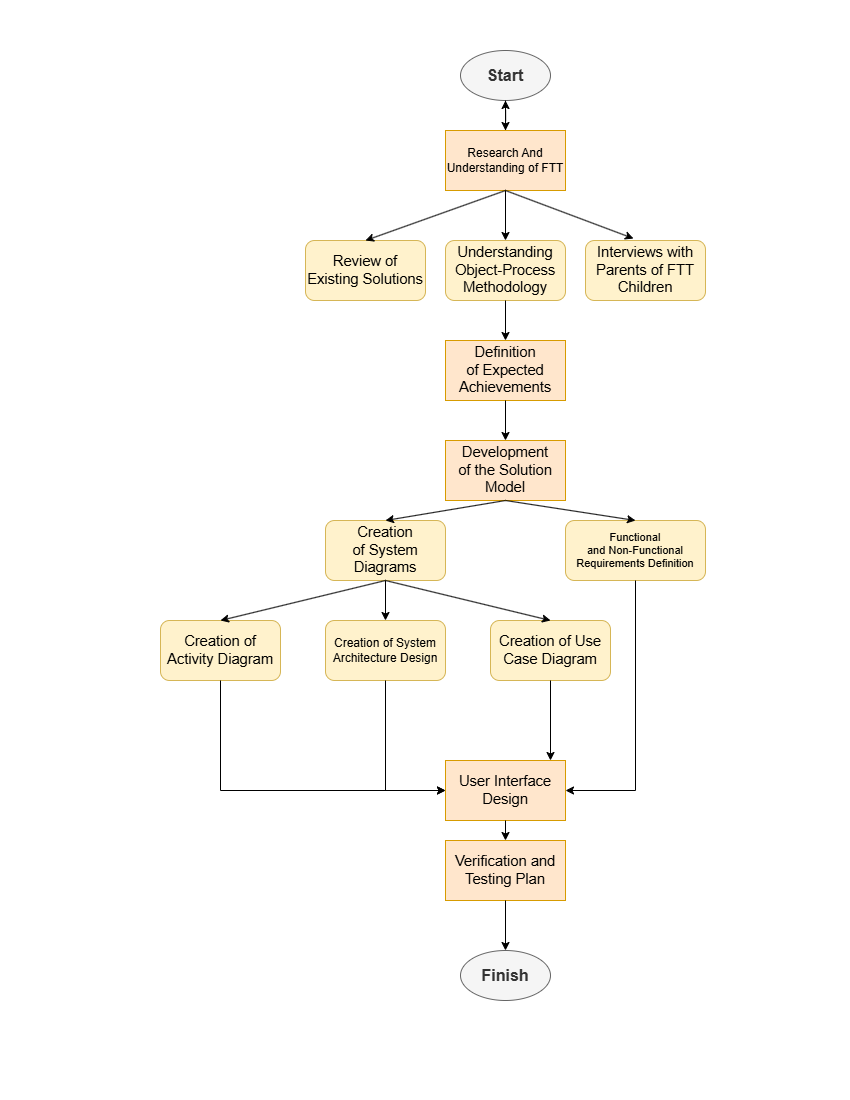 Start
Research And
Understanding of FTT
Review of
Existing Solutions
Understanding
Object-Process
Methodology
Interviews with
Parents of FTT
Children
Definition
of Expected
Achievements
Development
of the Solution
Model
Creation
of System
Diagrams
Functional
and Non-Functional
Requirements Definition
Creation of
Activity Diagram
Creation of System
Architecture Design
Creation of Use
Case Diagram
User Interface
Design
Verification and
Testing Plan
Finish